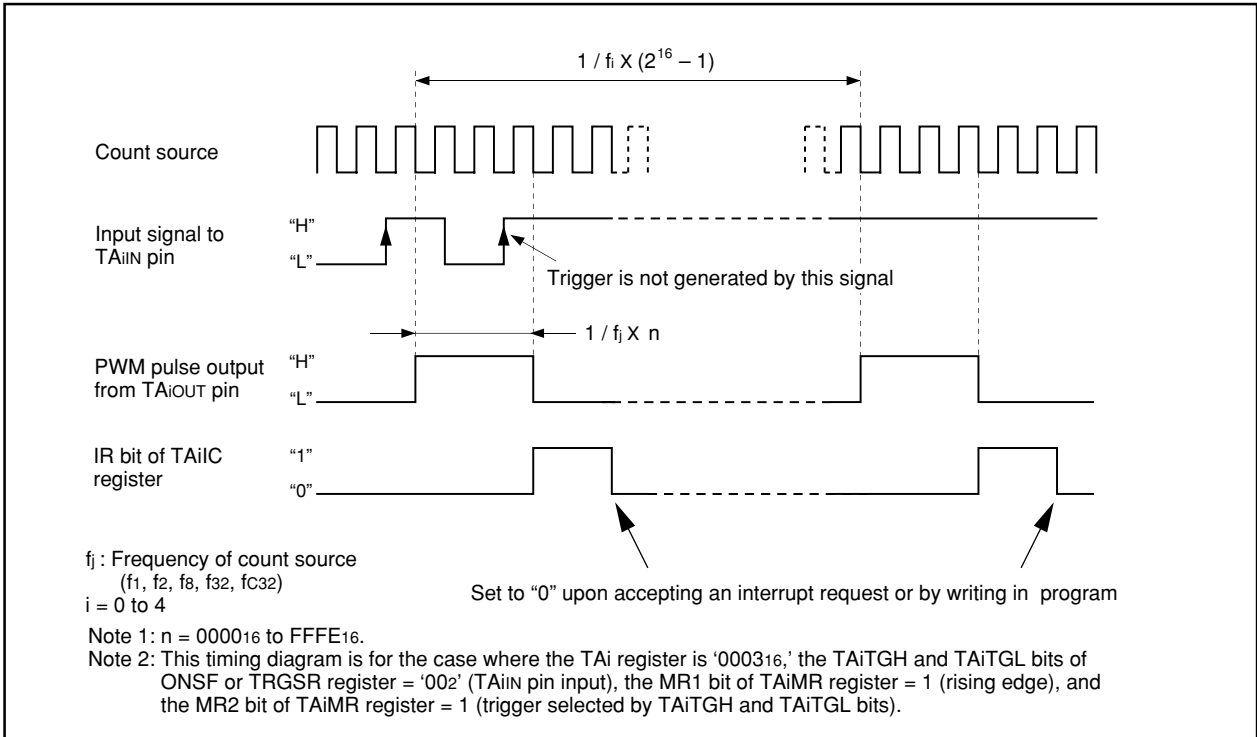 1 / fi X (2^16 – 1)
Count source
Input signal to
TAiIN pin
“H”
“L”
Trigger is not generated by this signal
1 / fj X n
PWM pulse output
from TAiOUT pin
“H”
“L”
IR bit of TAiIC
register
“1”
“0”
fj : Frequency of count source
(f1, f2, f8, f32, fC32)
i = 0 to 4
Set to “0” upon accepting an interrupt request or by writing in program
Note 1: n = 000016 to FFFE16.
Note 2: This timing diagram is for the case where the TAi register is ‘000316,’ the TAiTGH and TAiTGL bits of
ONSF or TRGSR register = ‘002’ (TAiIN pin input), the MR1 bit of TAiMR register = 1 (rising edge), and
the MR2 bit of TAiMR register = 1 (trigger selected by TAiTGH and TAiTGL bits).